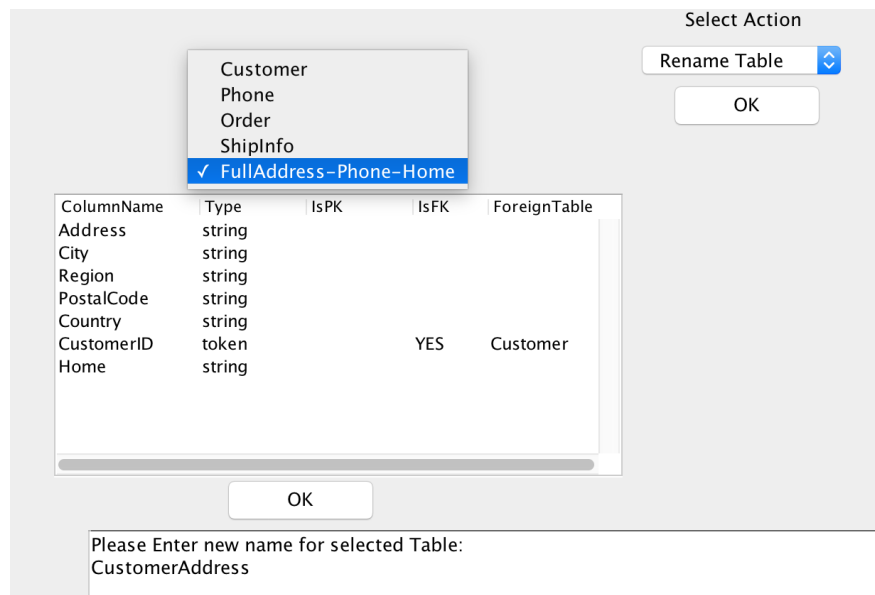 Select Action
Rename Table
OK
Customer
Phone
Order
ShipInfo
✓ FullAddress-Phone-Home
ColumnName Type IsPK IsFK ForeignTable
Address string
City string
Region string
PostalCode string
Country string
CustomerID token YES Customer
Home string
OK
Please Enter new name for selected Table:
CustomerAddress